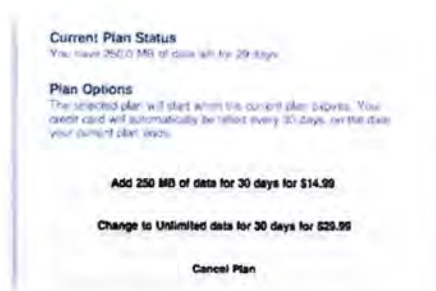 Current Plan Status
You have 250.0 MB of data left for 29 days
Plan Options
The selected plan will start when the current plan expires. Your
credit card will automatically be billed every 30 days, on the date
your current plan ends.
Add 250 MB of data for 30 days for $14.99
Change to Unlimited data for 30 days for $29.99
Cancel Plan